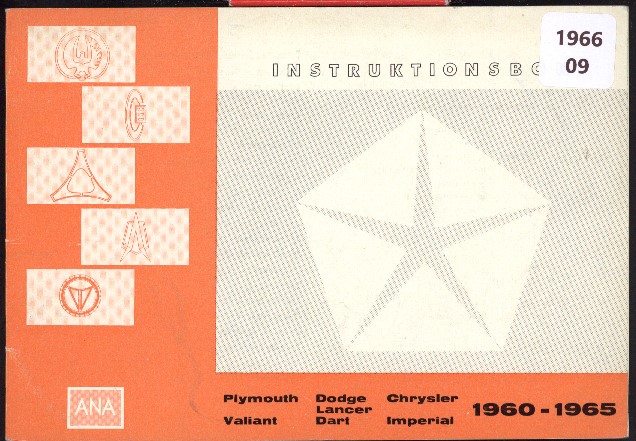 1966
09
INSTRUKTIONSBO
ANA
Plymouth Dodge Chrysler
Lancer
Valiant Dart Imperial
1960-1965